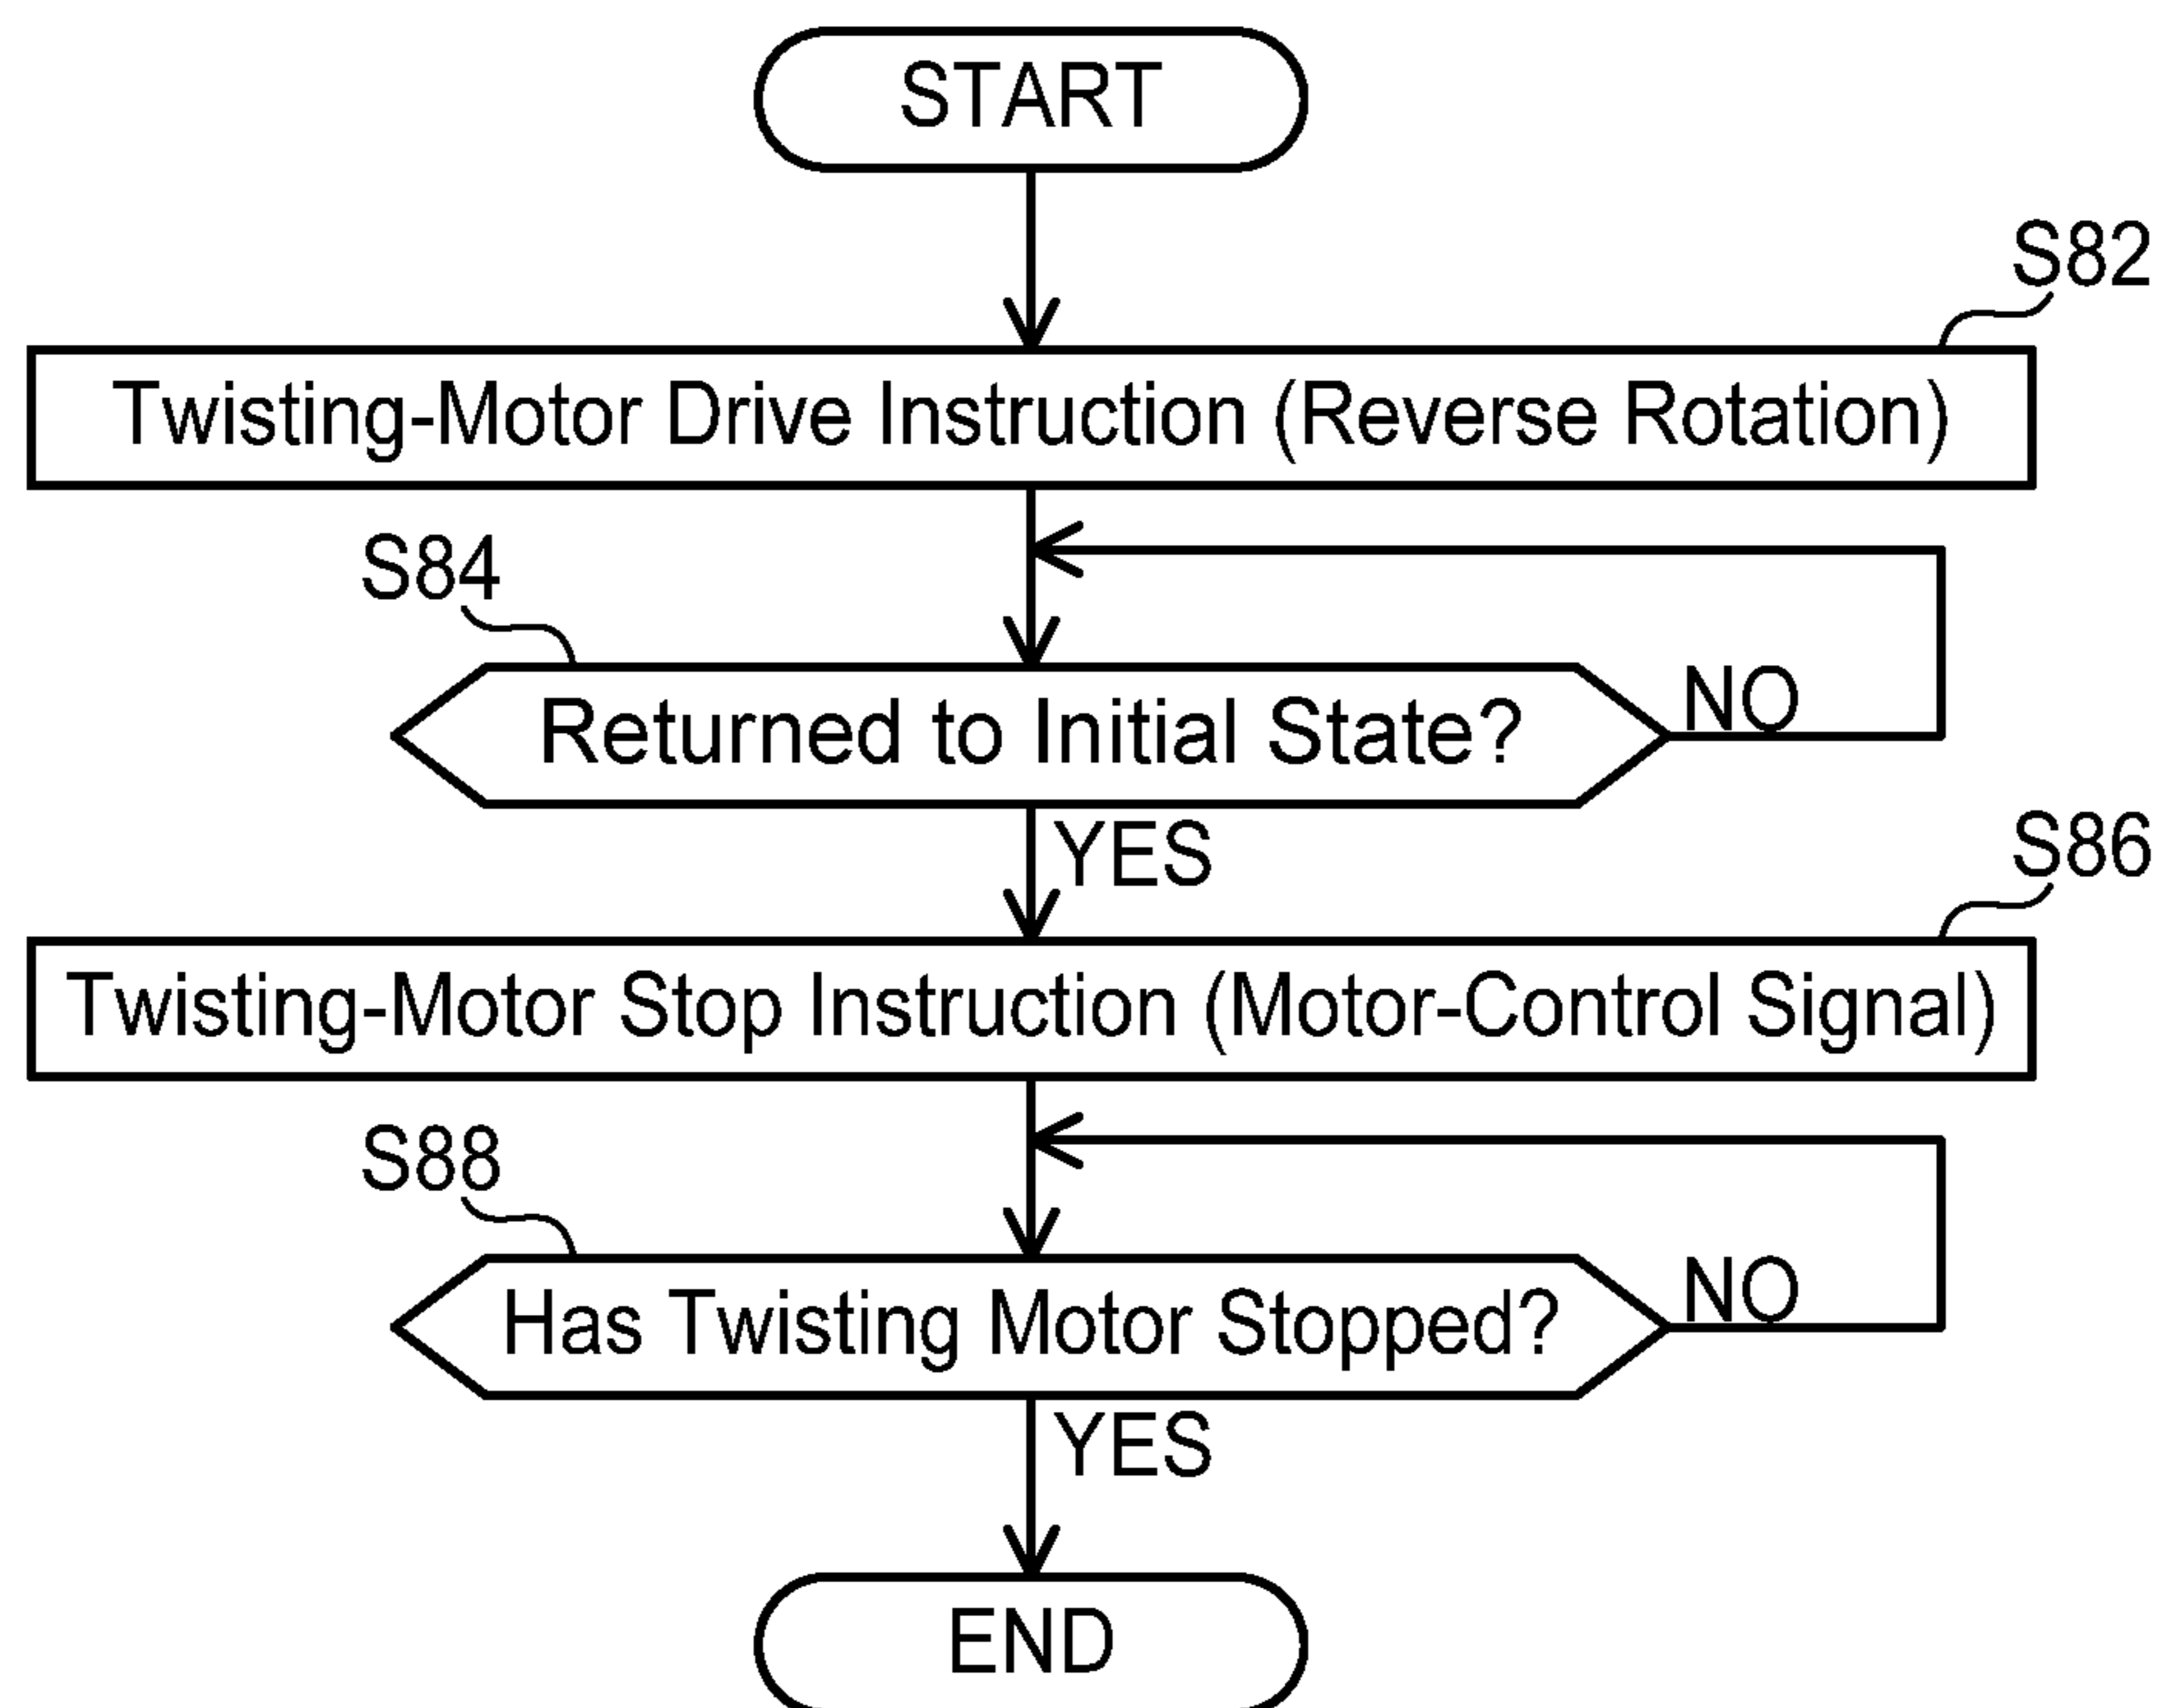 START
S82
Twisting-Motor Drive Instruction (Reverse Rotation)
S84
Returned to Initial State?
NO
YES
S86
Twisting-Motor Stop Instruction (Motor-Control Signal)
S88
Has Twisting Motor Stopped?
NO
YES
END